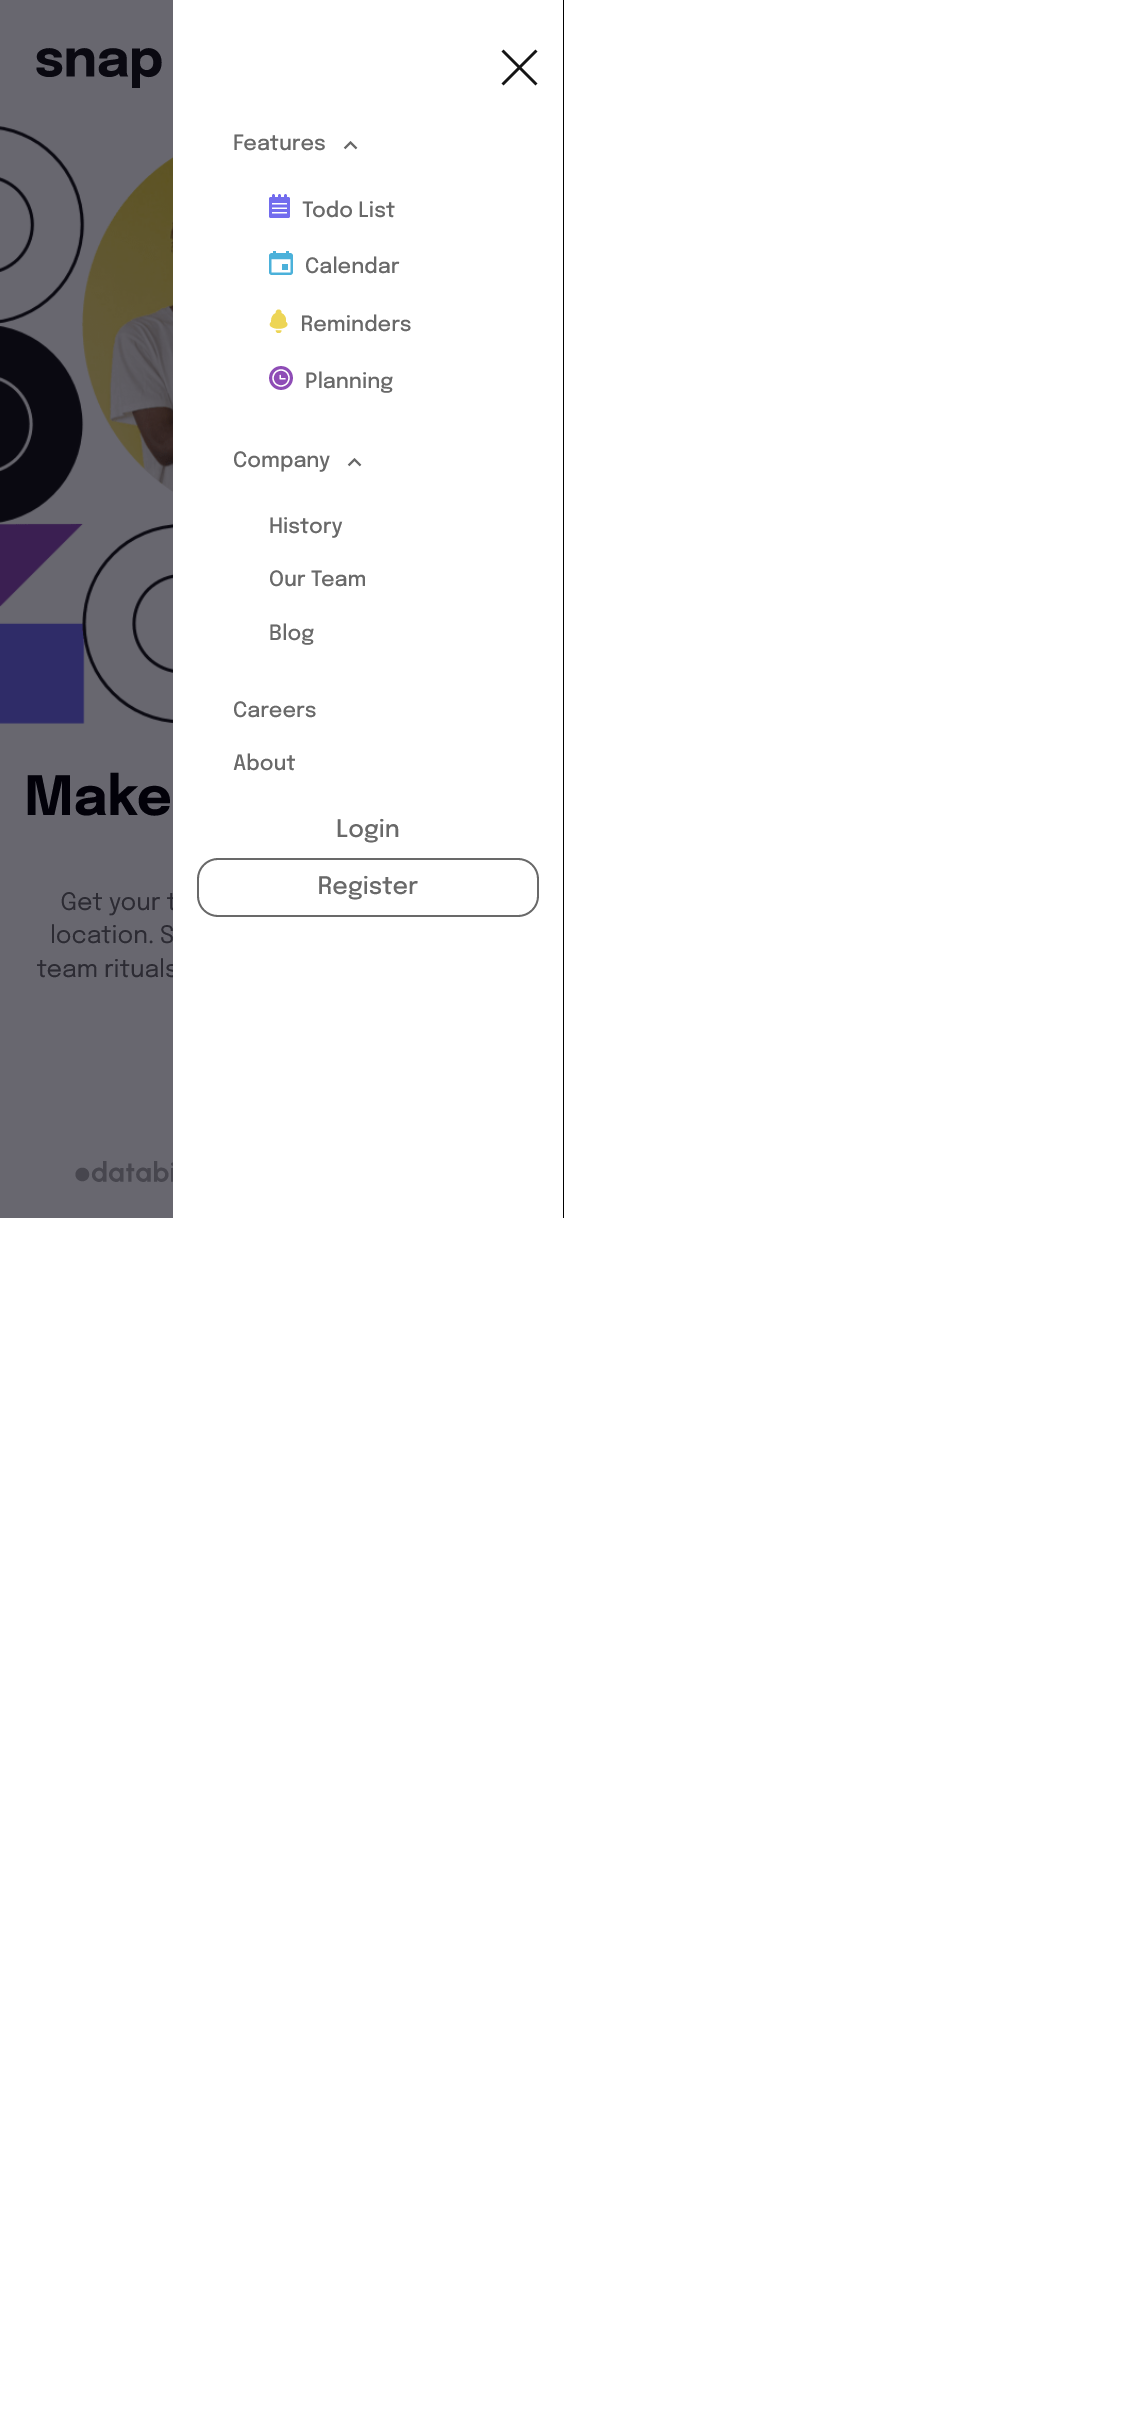 snap
Features
Todo List
Calendar
Reminders
Planning
Company
History
Our Team
Blog
Careers
About
Make
Login
Register
Get your
location.
team rituals